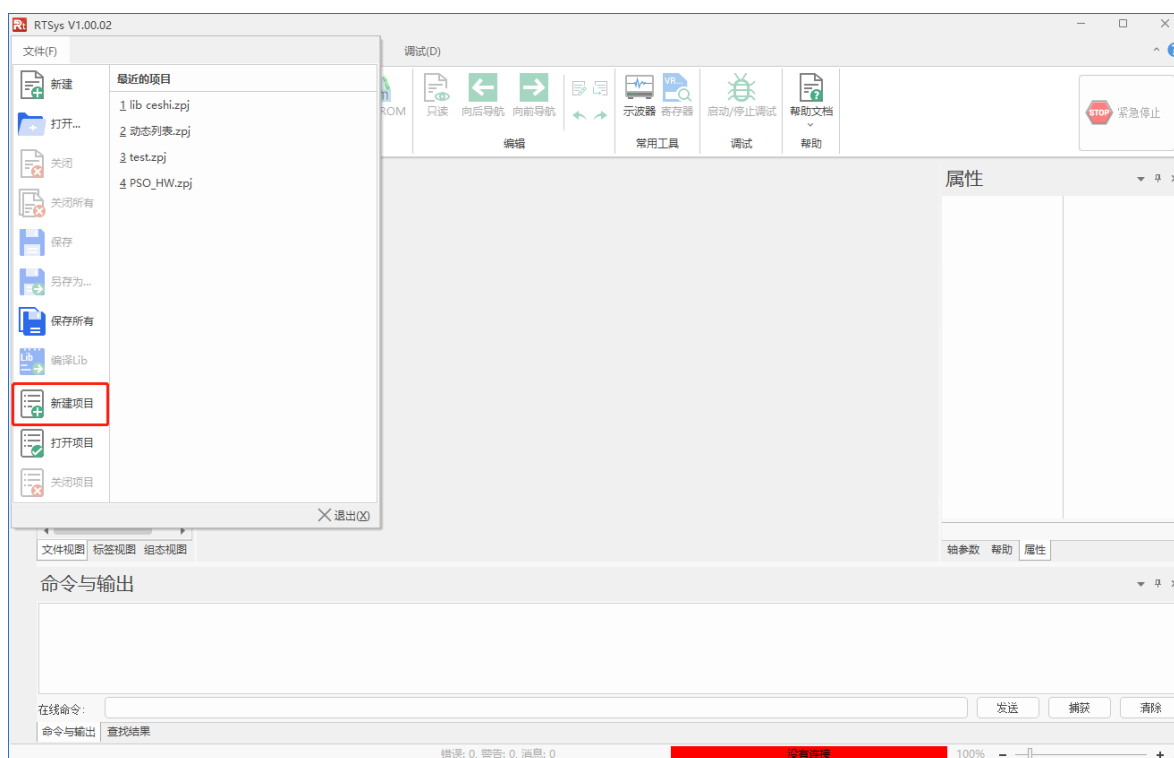 RTSys V1.00.02
文件(F)
调试(D)
新建
打开...
关闭
关闭所有
保存
另存为...
保存所有
编译Lib
新建项目
打开项目
关闭项目
最近的项目
1 lib ceshi.zpj
2 动态列表.zpj
3 test.zpj
4 PSO_HW.zpj
退出(X)
ROM
只读
向后导航
向前导航
编辑
示波器
寄存器
常用工具
启动/停止调试
调试
帮助文档
帮助
STOP
紧急停止
属性
文件视图
标签视图
组态视图
轴参数
帮助
属性
命令与输出
在线命令:
发送
捕获
清除
命令与输出
查找结果
错误: 0, 警告: 0, 消息: 0
没有连接
100%